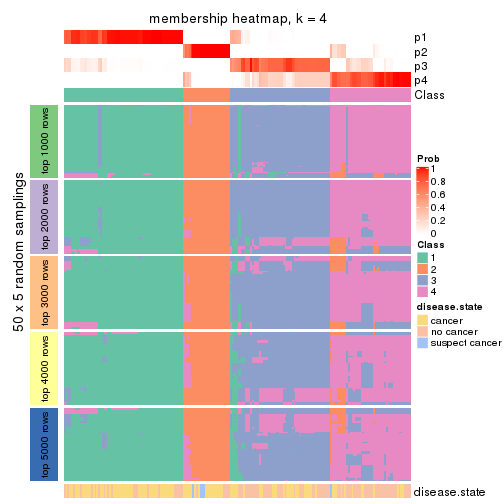 membership heatmap, k = 4
p1
p2
p3
p4
Class
50 x 5 random samplings
top 1000 rows
top 2000 rows
top 3000 rows
top 4000 rows
top 5000 rows
Prob
1
0.8
0.6
0.4
0.2
0
Class
1
2
3
4
disease.state
cancer
no cancer
suspect cancer
disease.state